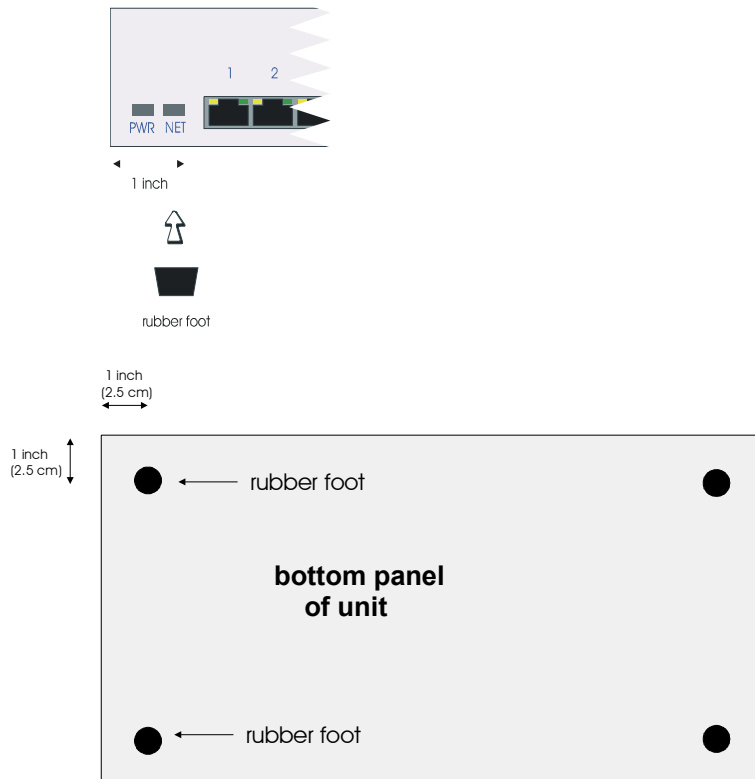 1 2
PWR NET
1 inch
rubber foot
1 inch
(2.5 cm)
1 inch
(2.5 cm)
rubber foot
bottom panel
of unit
rubber foot